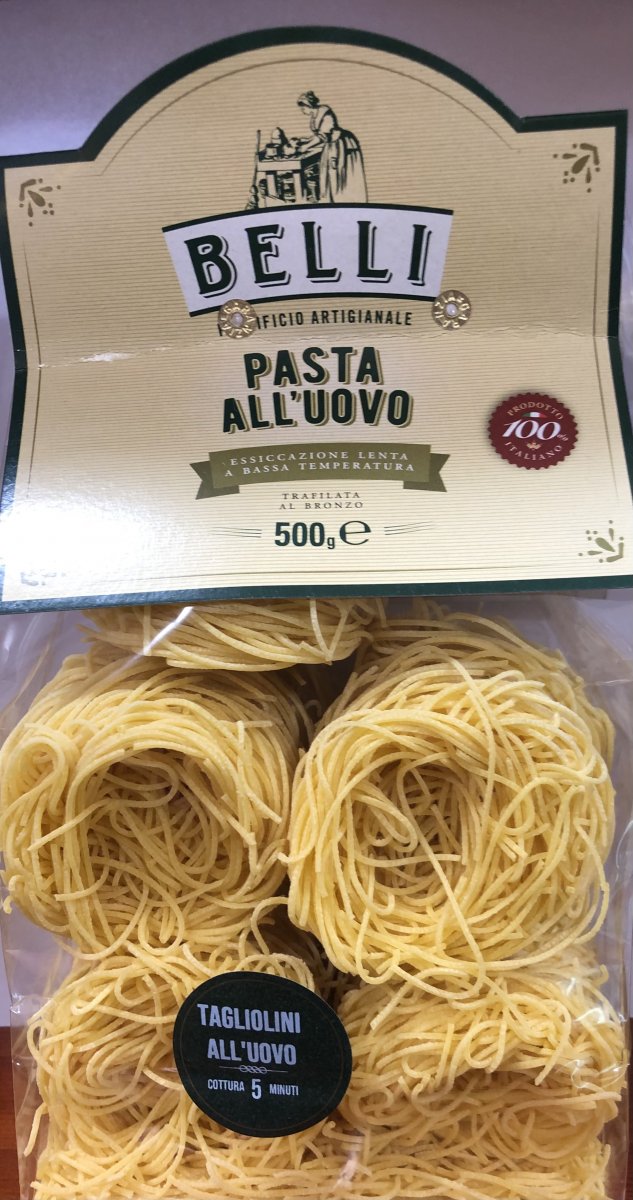 BELLI
ARTIGIANALE
PASTA
ALL'UOVO
ESSICCAZIONE LENTA
A BASSA TEMPERATURA
TRAFILATA
AL BRONZO
500g ℮
PRODOTTO
100%
ITALIANO
TAGLIOLINI
ALL'UOVO
COTTURA 5 MINUTI